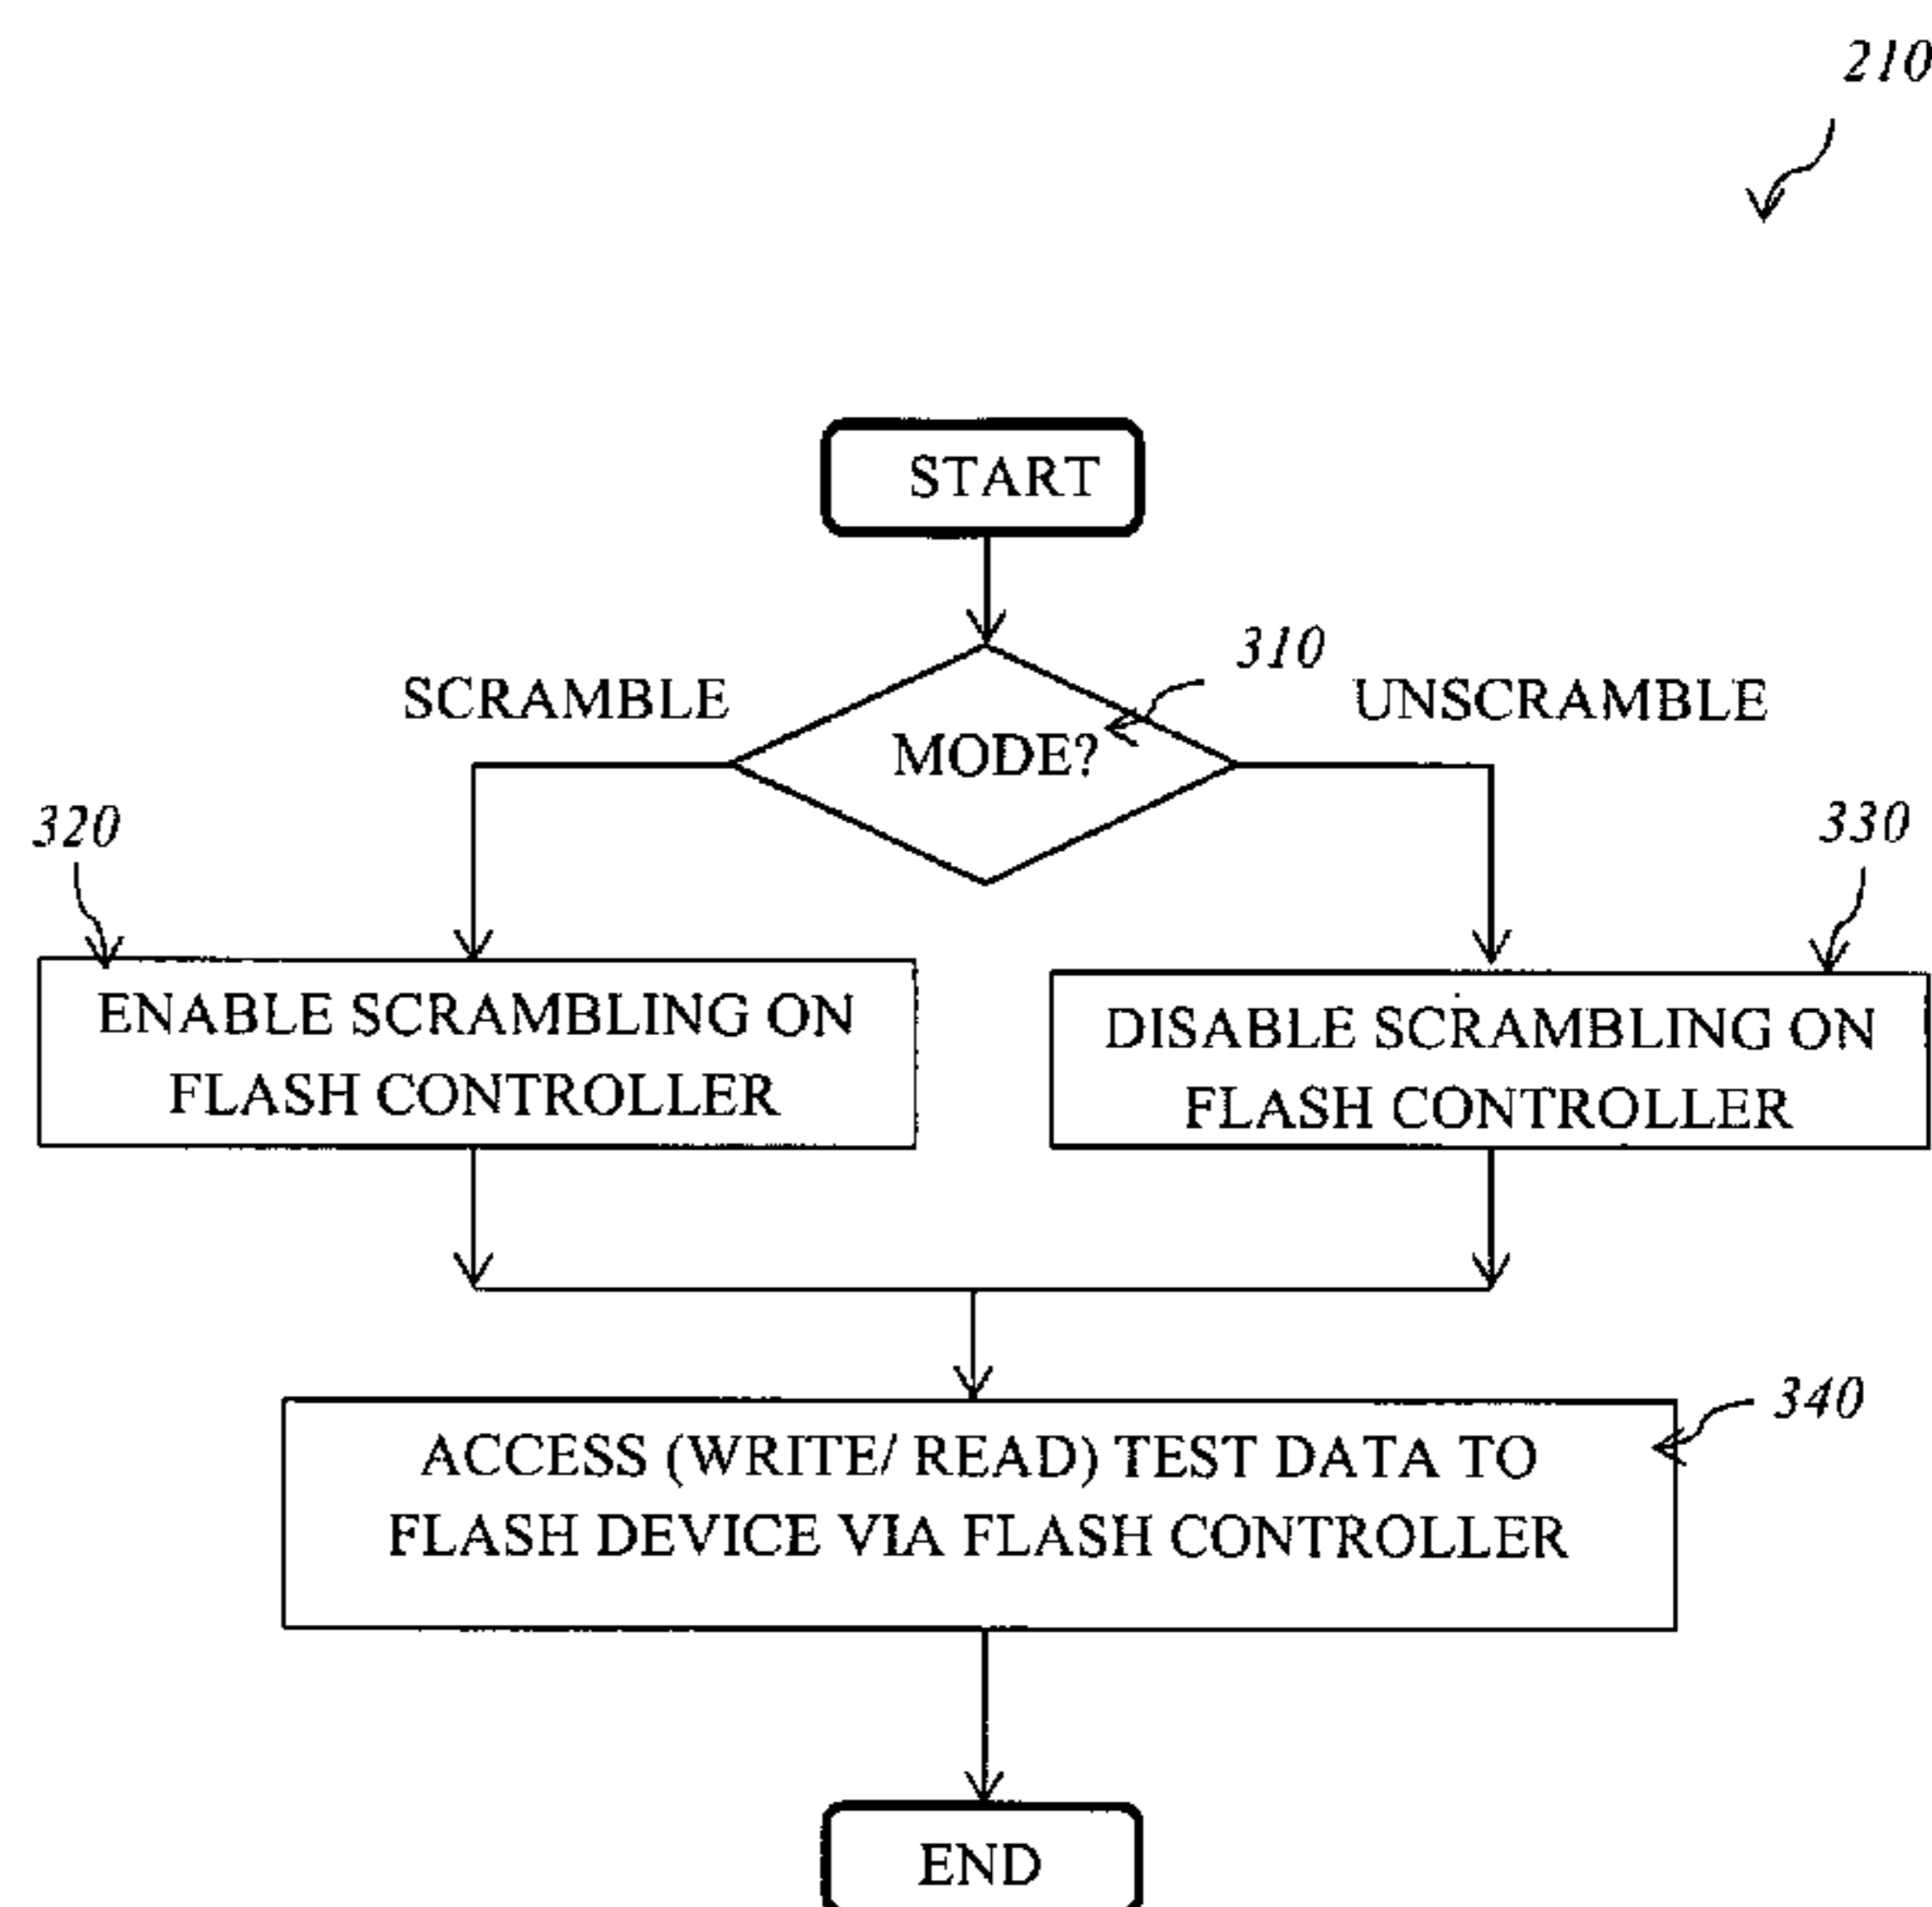 210
START
310
SCRAMBLE
UNSCRAMBLE
MODE?
320
330
ENABLE SCRAMBLING ON
FLASH CONTROLLER
DISABLE SCRAMBLING ON
FLASH CONTROLLER
340
ACCESS (WRITE/ READ) TEST DATA TO
FLASH DEVICE VIA FLASH CONTROLLER
END